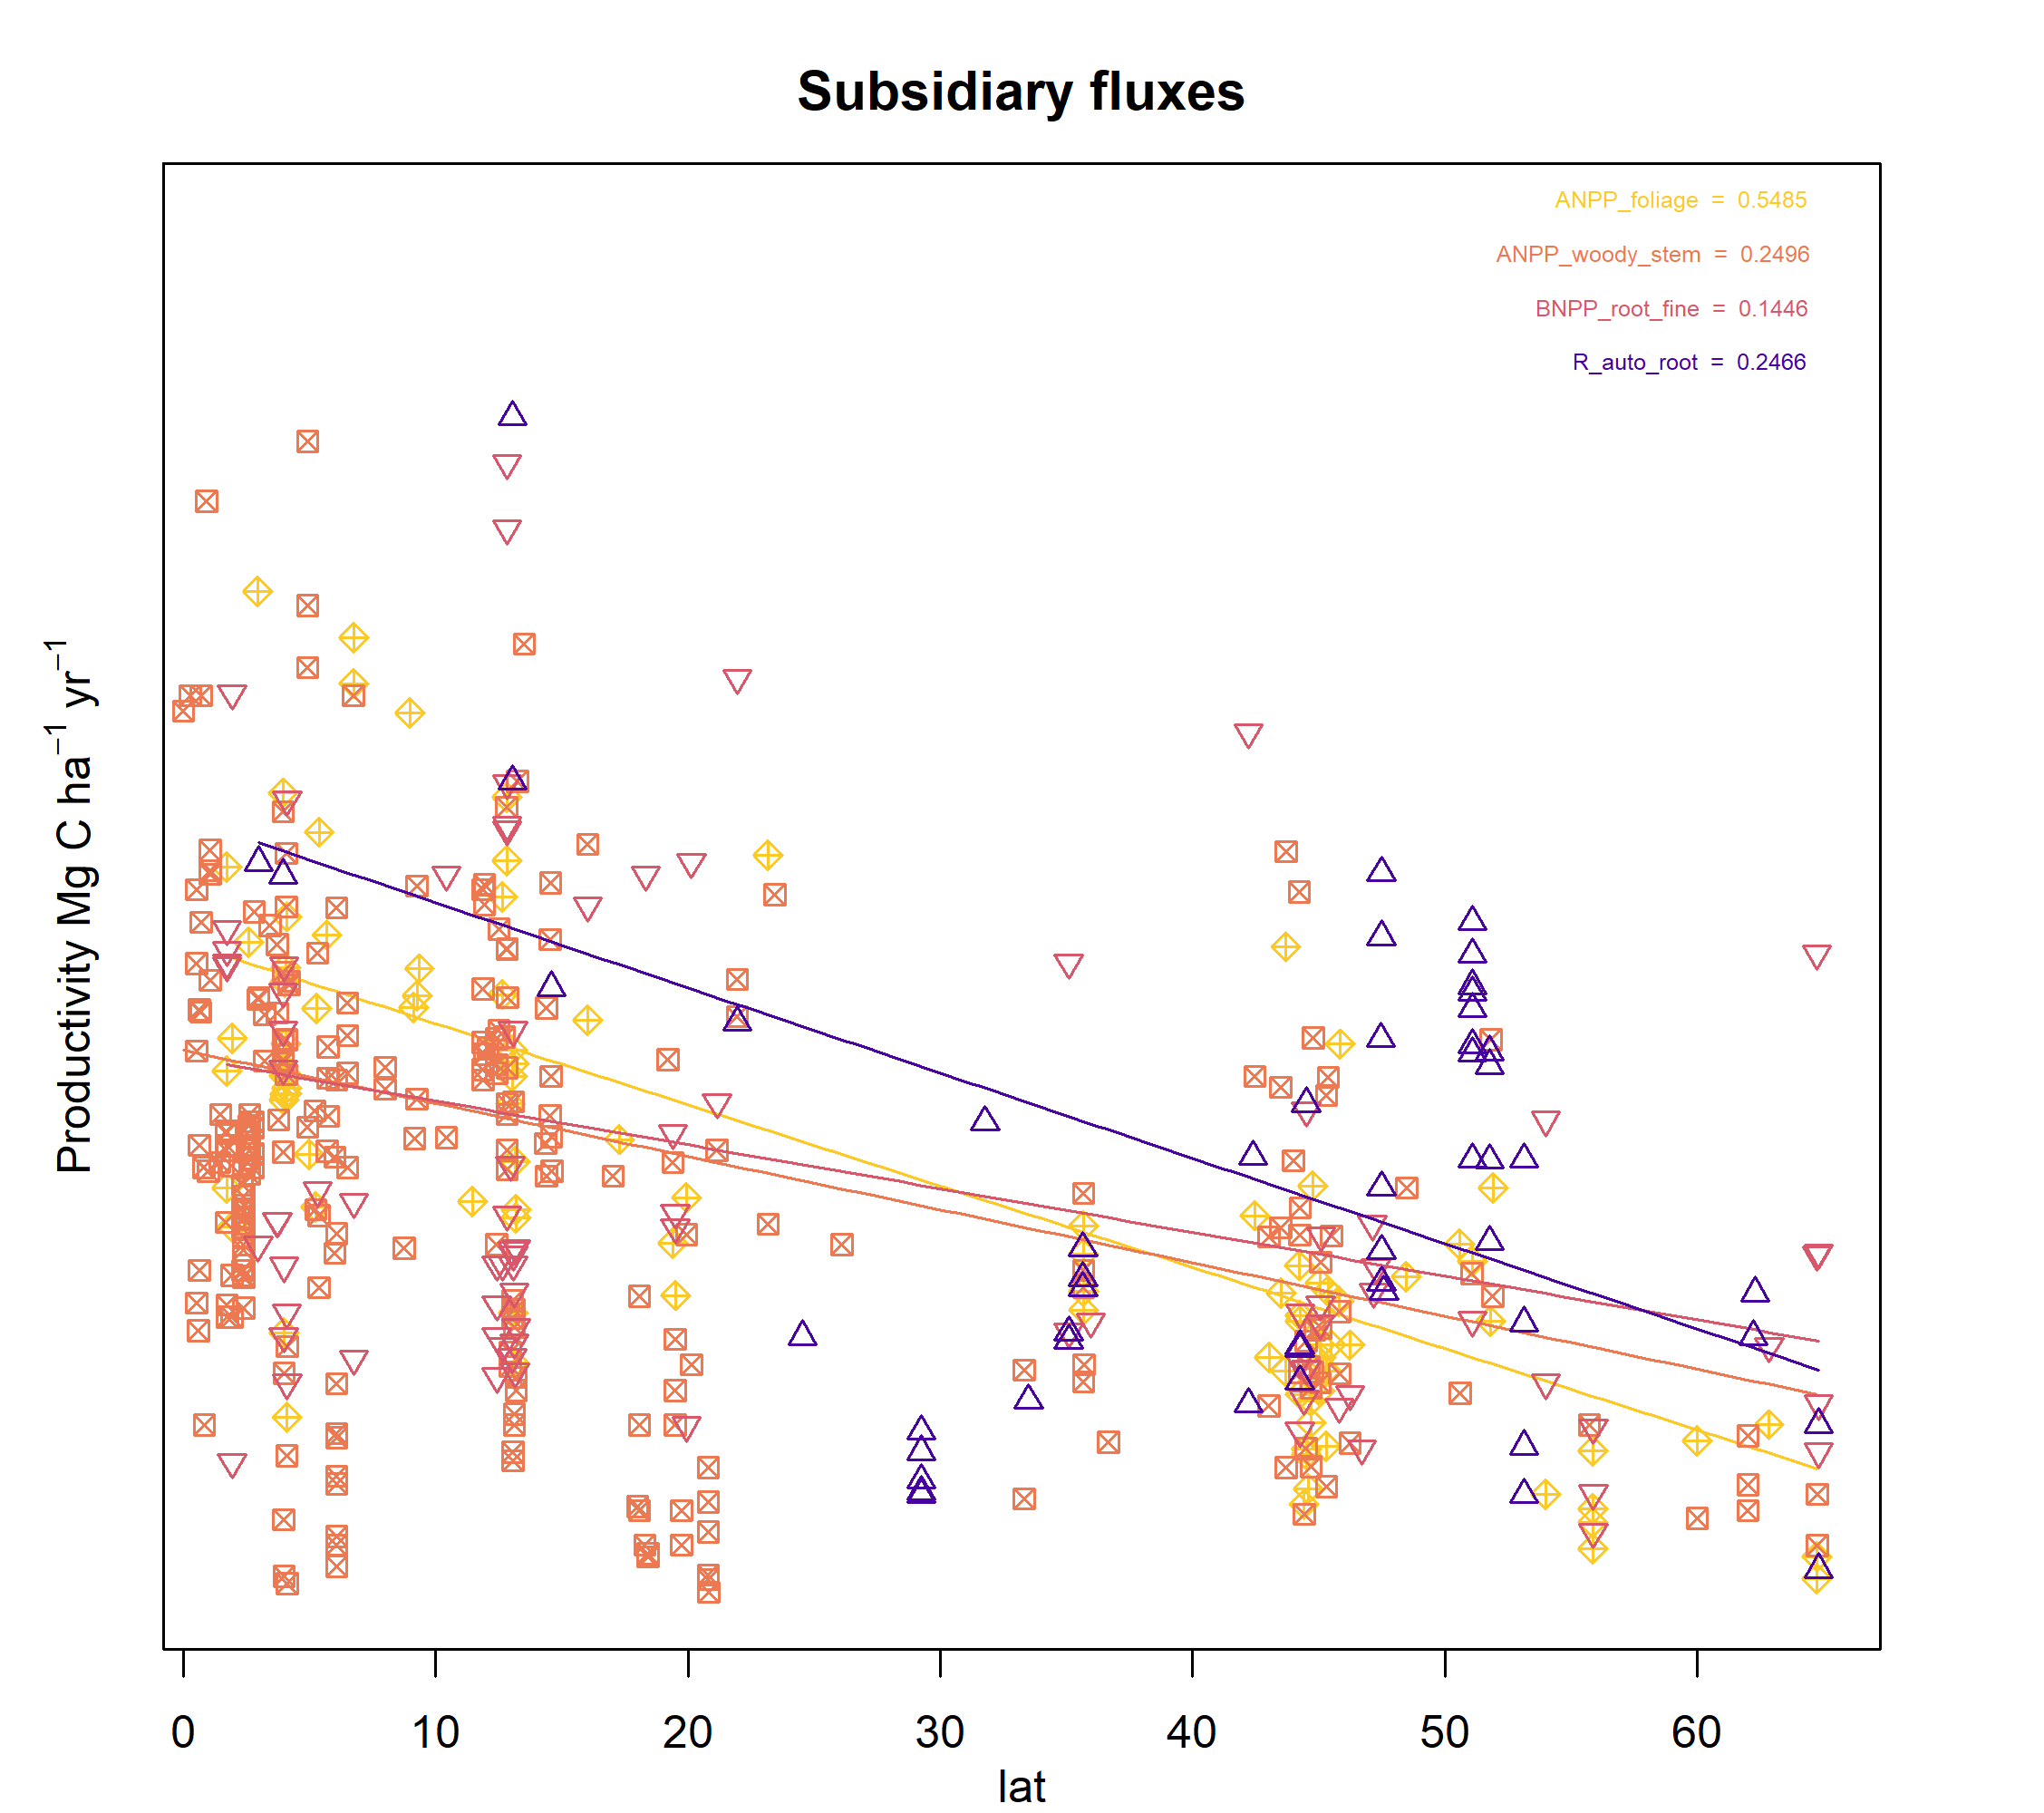 Subsidiary fluxes
ANPP_foliage = 0.5485
ANPP_woody_stem = 0.2496
BNPP_root_fine = 0.1446
R_auto_root = 0.2466
Productivity Mg C ha⁻¹ yr⁻¹
0 10 20 30 40 50 60
lat